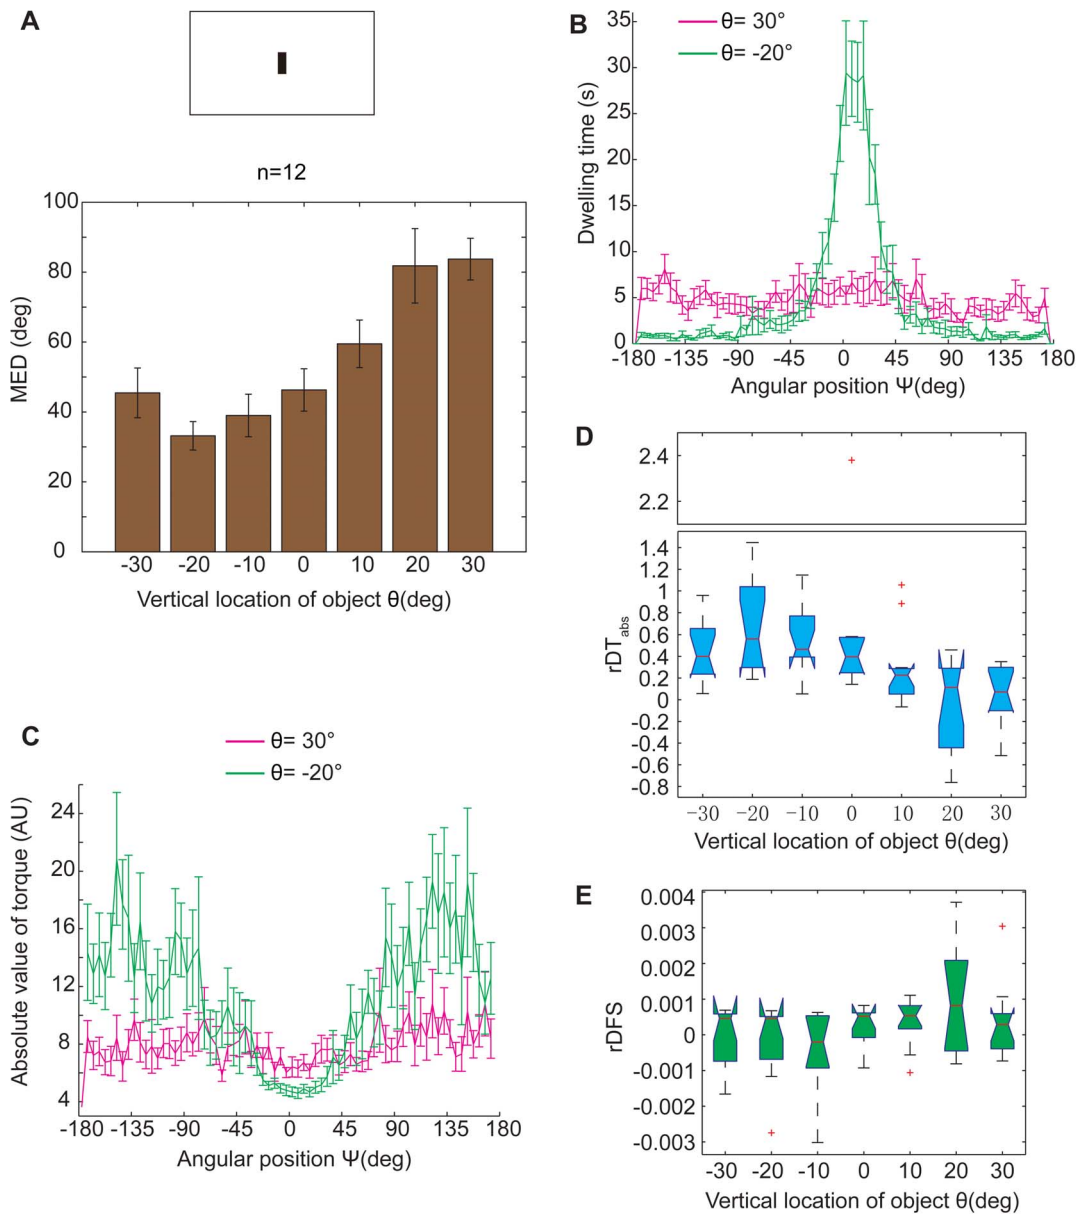 A
n=12
100
80
60
40
20
0
MED (deg)
-30 -20 -10 0 10 20 30
Vertical location of object θ(deg)
B
θ= 30°
θ= -20°
35
30
25
20
15
10
5
0
Dwelling time (s)
-180 -135 -90 -45 0 45 90 135 180
Angular position Ψ(deg)
C
θ= 30°
θ= -20°
24
20
16
12
8
4
Absolute value of torque (AU)
-180 -135 -90 -45 0 45 90 135 180
Angular position Ψ(deg)
D
2.4
2.2
1.4
1.2
1
0.8
0.6
0.4
0.2
0
-0.2
-0.4
-0.6
-0.8
rDTabs
-30 -20 -10 0 10 20 30
Vertical location of object θ(deg)
E
0.004
0.003
0.002
0.001
0
-0.001
-0.002
-0.003
rDFS
-30 -20 -10 0 10 20 30
Vertical location of object θ(deg)